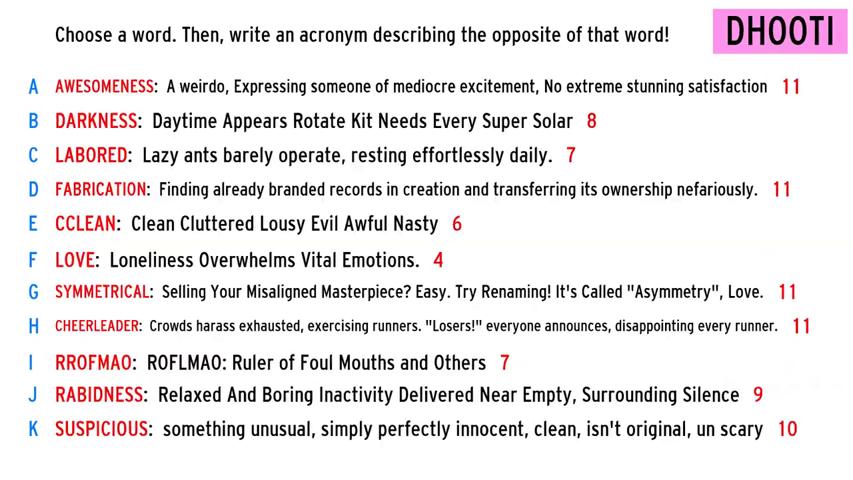 Choose a word. Then, write an acronym describing the opposite of that word!
DHOOTI
A AWESOMENESS: A weirdo, Expressing someone of mediocre excitement, No extreme stunning satisfaction 11
B DARKNESS: Daytime Appears Rotate Kit Needs Every Super Solar 8
C LABORED: Lazy ants barely operate, resting effortlessly daily. 7
D FABRICATION: Finding already branded records in creation and transferring its ownership nefariously. 11
E CCLEAN: Clean Cluttered Lousy Evil Awful Nasty 6
F LOVE: Loneliness Overwhelms Vital Emotions. 4
G SYMMETRICAL: Selling Your Misaligned Masterpiece? Easy. Try Renaming! It's Called "Asymmetry", Love. 11
H CHEERLEADER: Crowds harass exhausted, exercising runners. "Losers!" everyone announces, disappointing every runner. 11
I RROFMAO: ROFLMAO: Ruler of Foul Mouths and Others 7
J RABIDNESS: Relaxed And Boring Inactivity Delivered Near Empty, Surrounding Silence 9
K SUSPICIOUS: something unusual, simply perfectly innocent, clean, isn't original, un scary 10